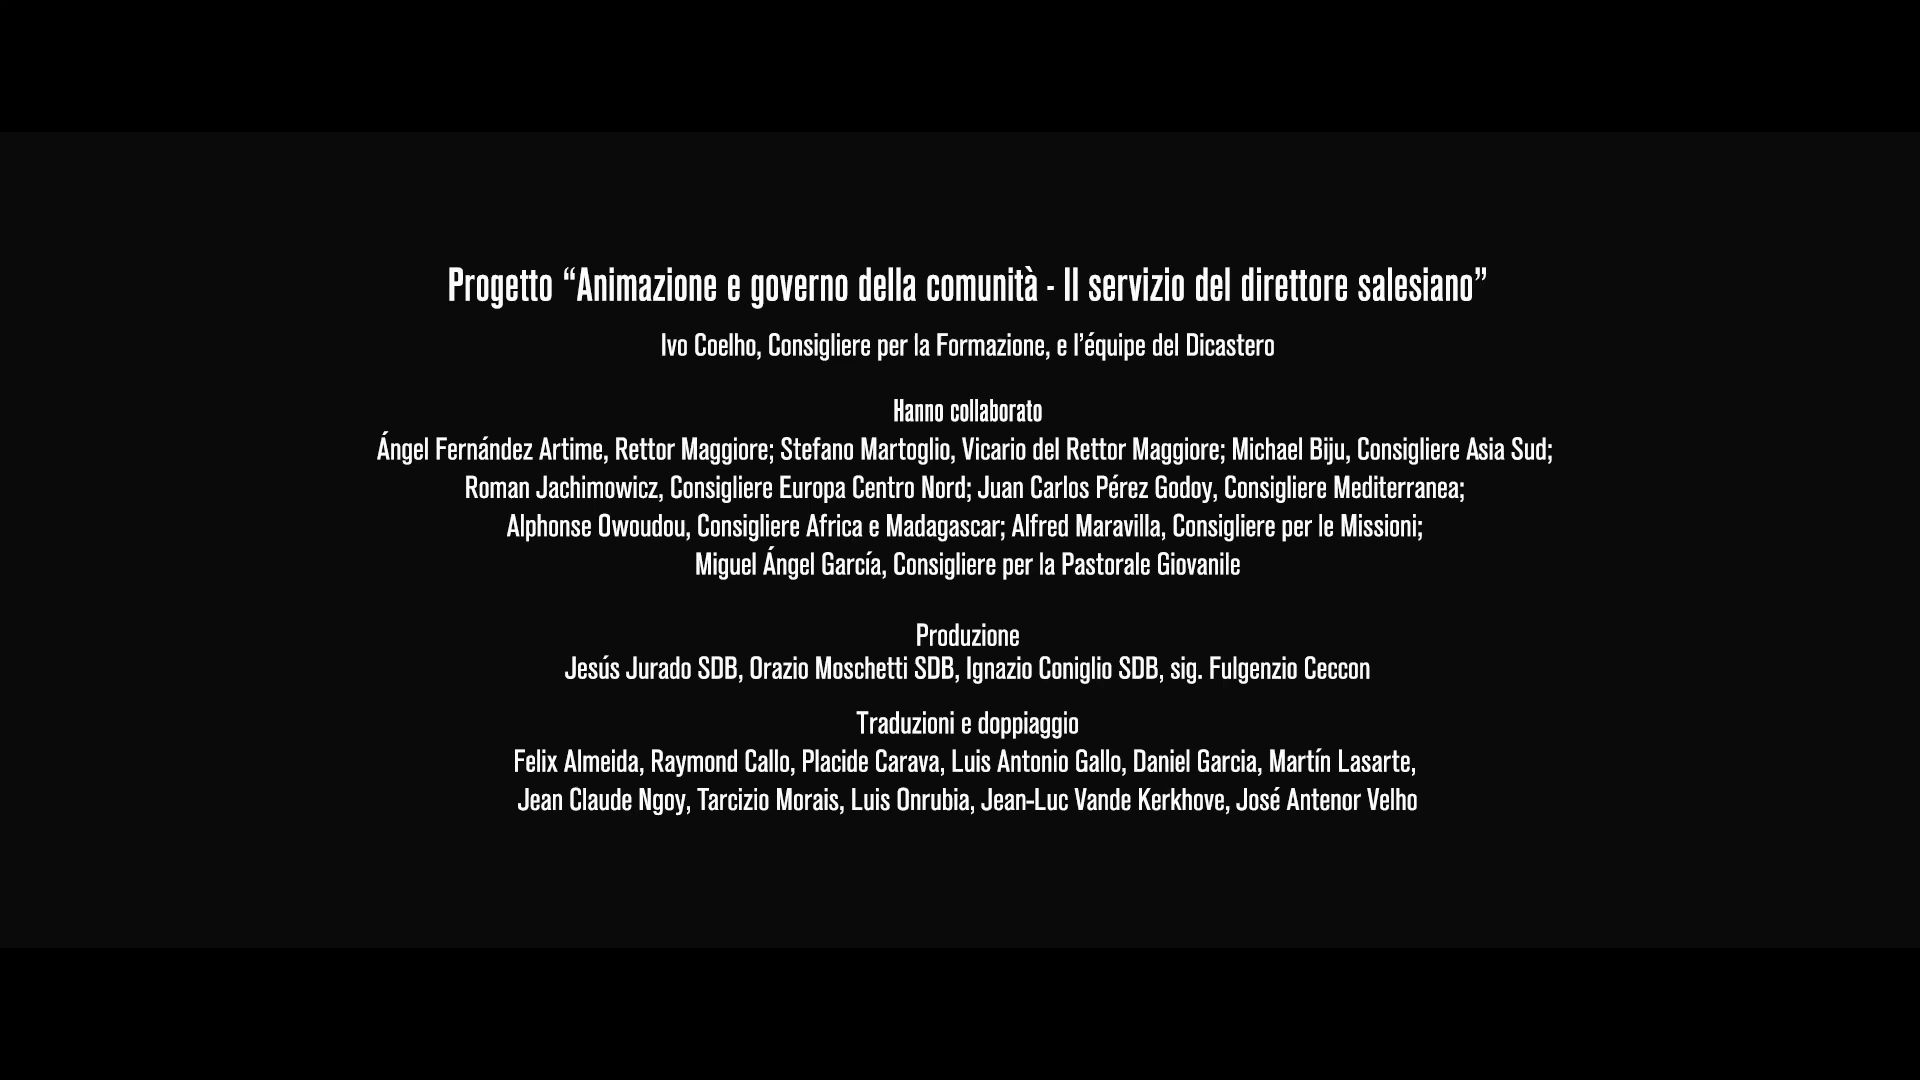 Progetto “Animazione e governo della comunità - Il servizio del direttore salesiano”
Ivo Coelho, Consigliere per la Formazione, e l’équipe del Dicastero
Hanno collaborato
Ángel Fernández Artime, Rettor Maggiore; Stefano Martoglio, Vicario del Rettor Maggiore; Michael Biju, Consigliere Asia Sud;
Roman Jachimowicz, Consigliere Europa Centro Nord; Juan Carlos Pérez Godoy, Consigliere Mediterranea;
Alphonse Owoudou, Consigliere Africa e Madagascar; Alfred Maravilla, Consigliere per le Missioni;
Miguel Ángel García, Consigliere per la Pastorale Giovanile
Produzione
Jesús Jurado SDB, Orazio Moschetti SDB, Ignazio Coniglio SDB, sig. Fulgenzio Ceccon
Traduzioni e doppiaggio
Felix Almeida, Raymond Callo, Placide Carava, Luis Antonio Gallo, Daniel Garcia, Martín Lasarte,
Jean Claude Ngoy, Tarcizio Morais, Luis Onrubia, Jean-Luc Vande Kerkhove, José Antenor Velho